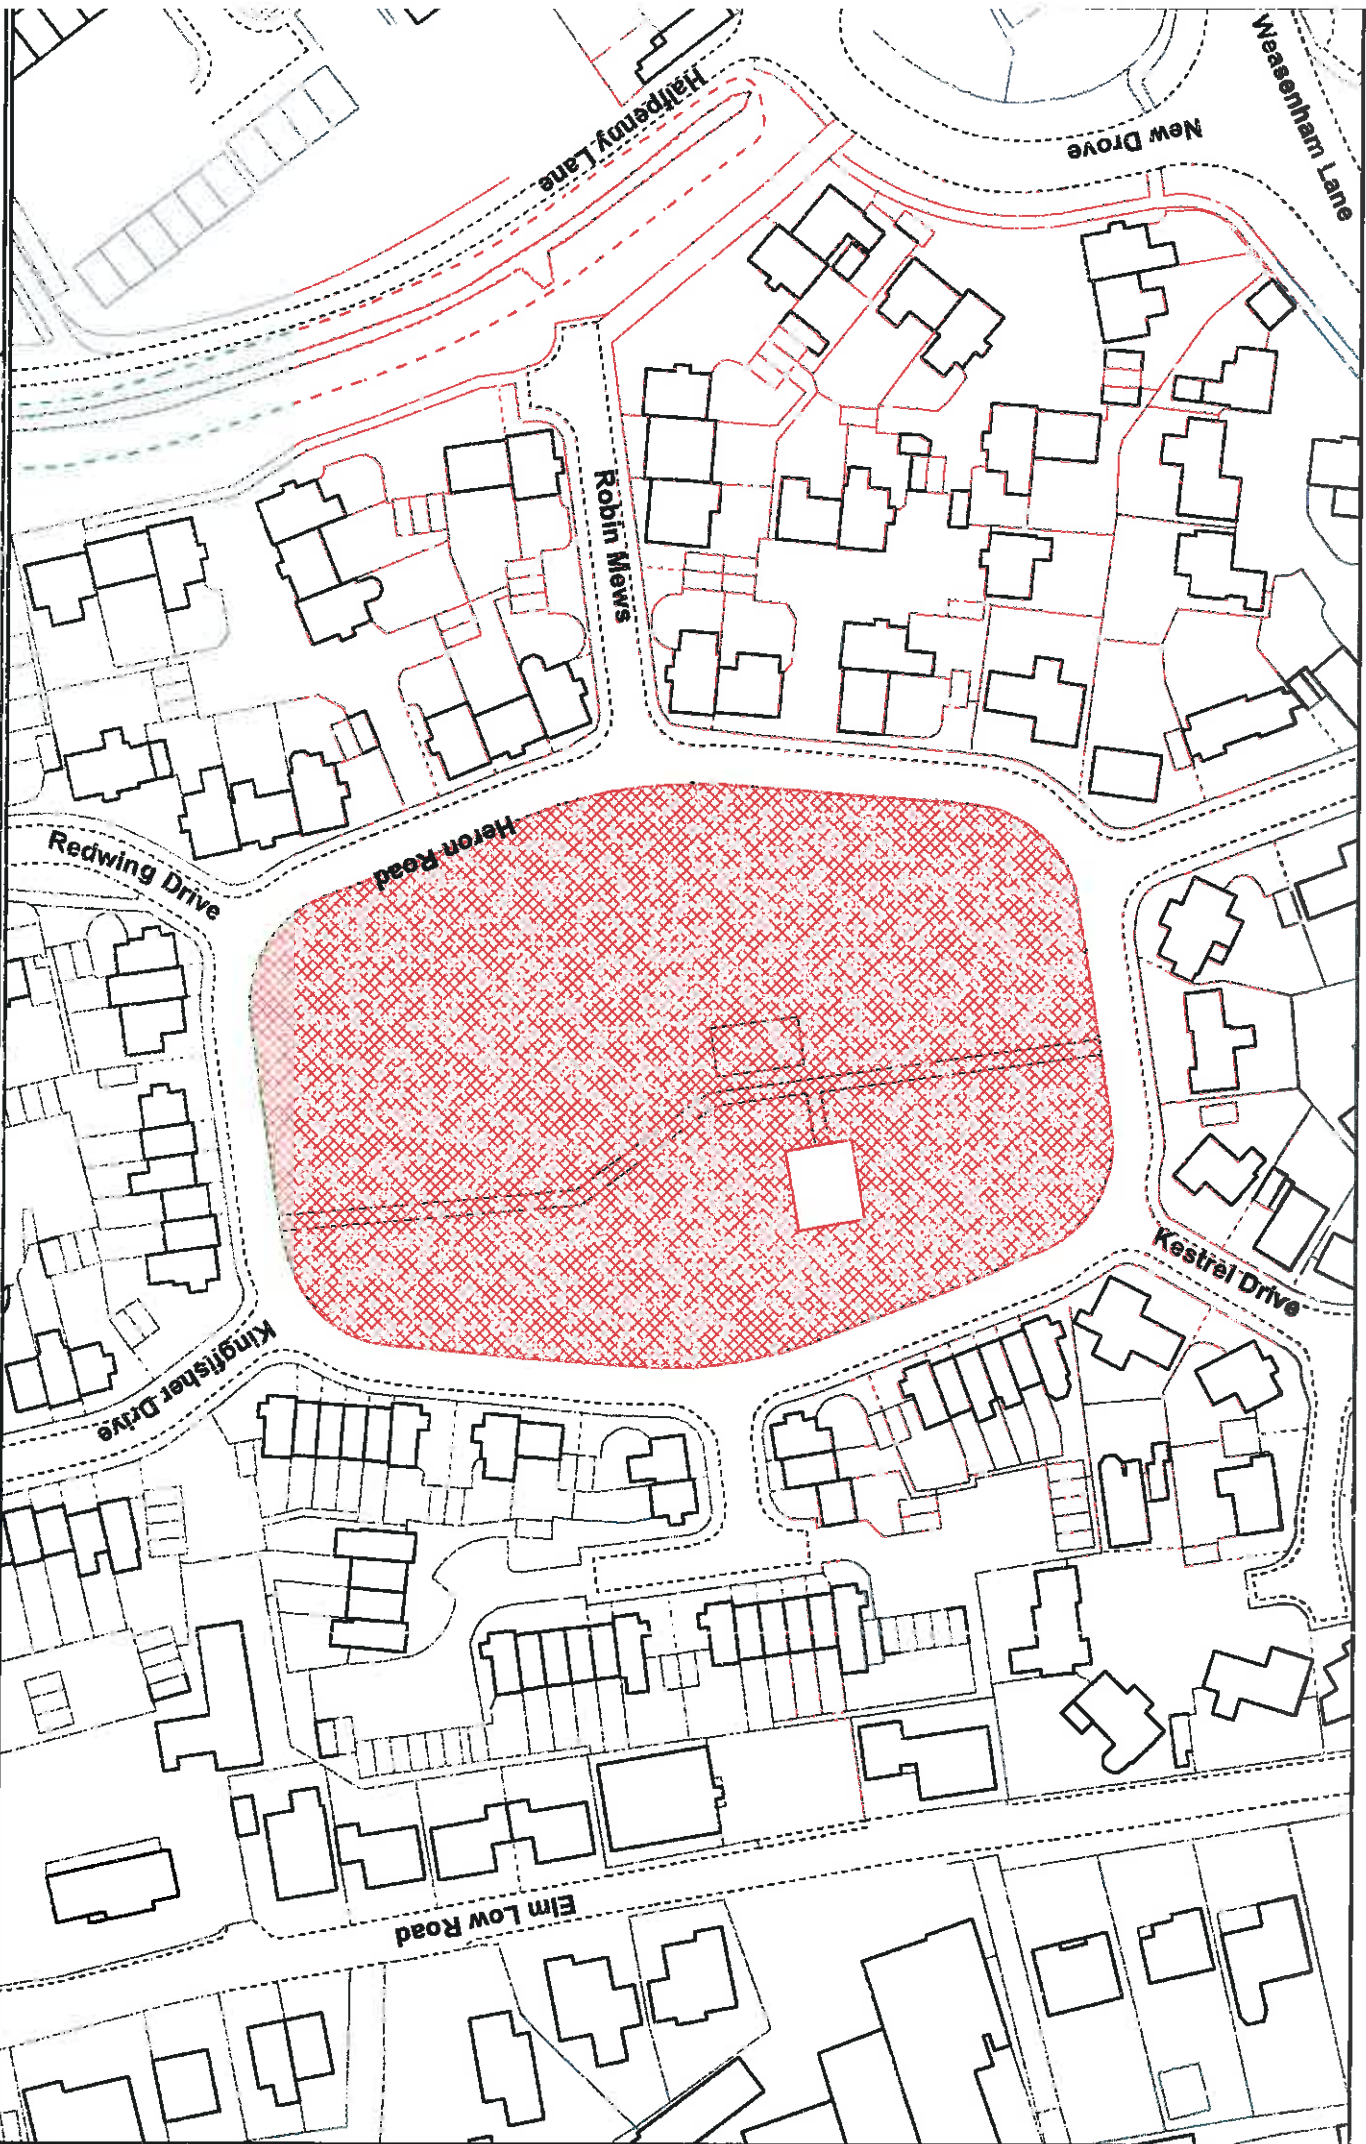 Weasenham Lane
Halfpenny Lane
New Drove
Robin Mews
Heron Road
Redwing Drive
Kestrel Drive
Kingfisher Drive
Elm Low Road